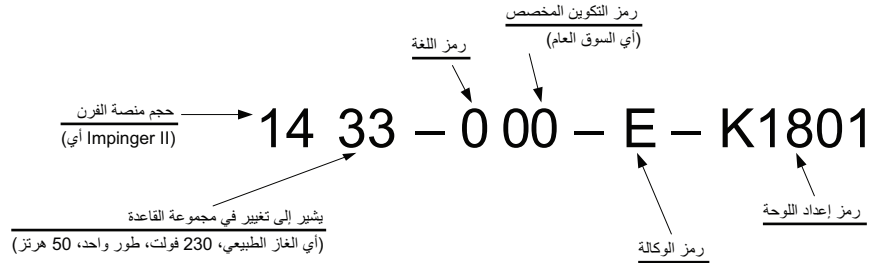 رمز التكوين المخصص
(أي السوق العام)
رمز اللغة
حجم منصة الفرن
(أي Impinger II)
14 33 – 0 00 – E – K1801
يشير إلى تغيير في مجموعة القاعدة
(أي الغاز الطبيعي، 230 فولت، طور واحد، 50 هرتز)
رمز الوكالة
رمز إعداد اللوحة